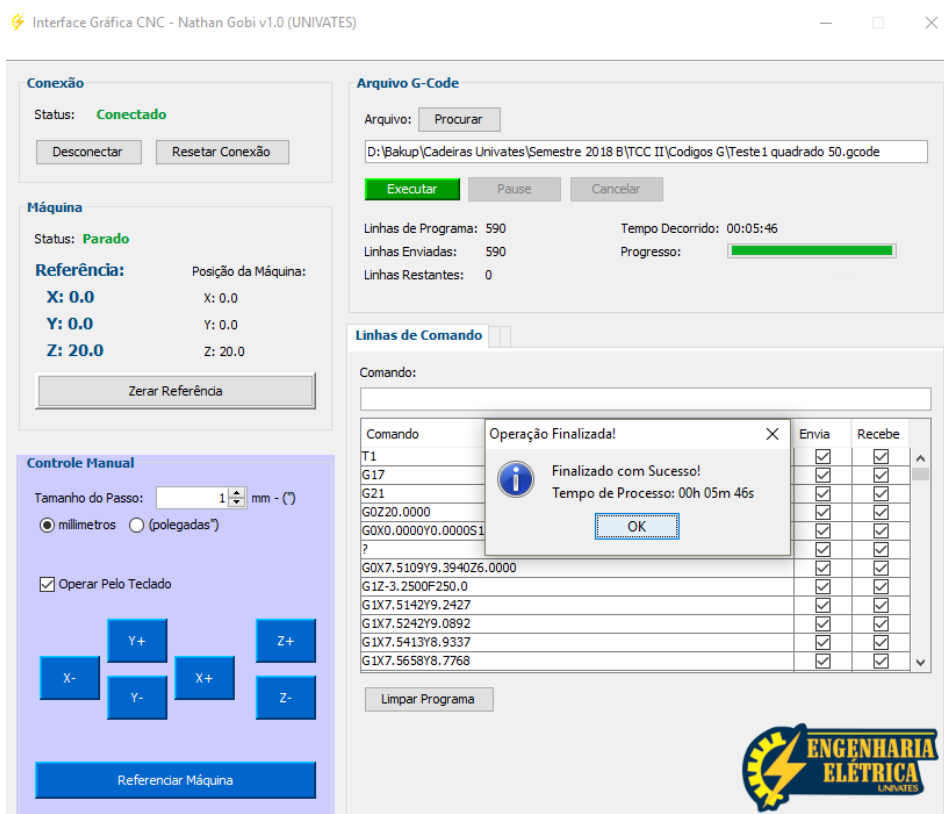 Interface Gráfica CNC - Nathan Gobi v1.0 (UNIVATES)
Conexão
Status: Conectado
Desconectar
Resetar Conexão
Máquina
Status: Parado
Referência:
Posição da Máquina:
X: 0.0
X: 0.0
Y: 0.0
Y: 0.0
Z: 20.0
Z: 20.0
Zerar Referência
Controle Manual
Tamanho do Passo: 1 mm - (")
milimetros (polegadas")
Operar Pelo Teclado
Y+
Z+
X-
X+
Y-
Z-
Referenciar Máquina
Arquivo G-Code
Arquivo: Procurar
D:\Bakup\Cadeiras Univates\Semestre 2018 B\TCC II\Codigos G\Teste1 quadrado 50.gcode
Executar Pause Cancelar
Linhas de Programa: 590
Tempo Decorrido: 00:05:46
Linhas Enviadas: 590
Progresso:
Linhas Restantes: 0
Linhas de Comando
Comando:
Comando Envia Recebe
T1
G17
G21
G0Z20.0000
G0X0.0000Y0.0000S1
?
G0X7.5109Y9.3940Z6.0000
G1Z-3.2500F250.0
G1X7.5142Y9.2427
G1X7.5242Y9.0892
G1X7.5413Y8.9337
G1X7.5658Y8.7768
Operação Finalizada!
Finalizado com Sucesso!
Tempo de Processo: 00h 05m 46s
OK
Limpar Programa
ENGENHARIA
ELÉTRICA
UNIVATES